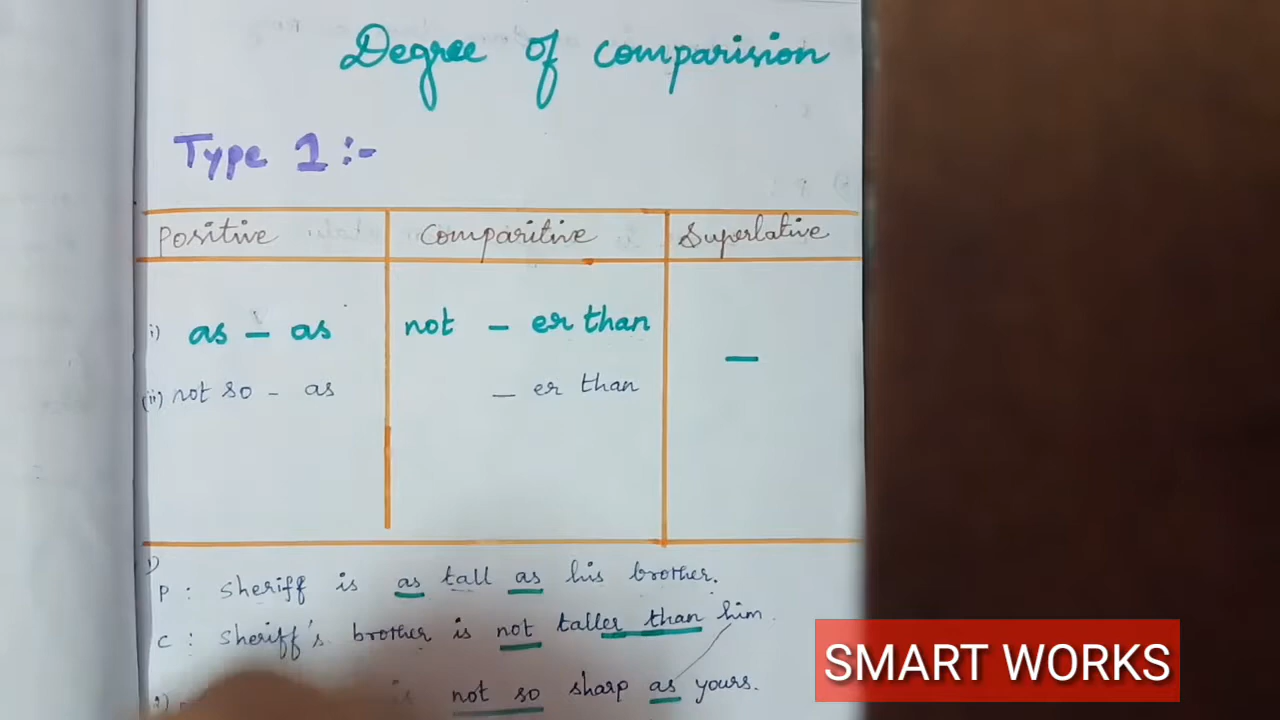 Degree of comparision
Type 1:-
Positive Comparitive Superlative
i) as – as not – er than –
(ii) not so – as – er than
1)
P : Sheriff is as tall as his brother.
C : Sheriff's brother is not taller than him.
not so sharp as yours.
SMART WORKS